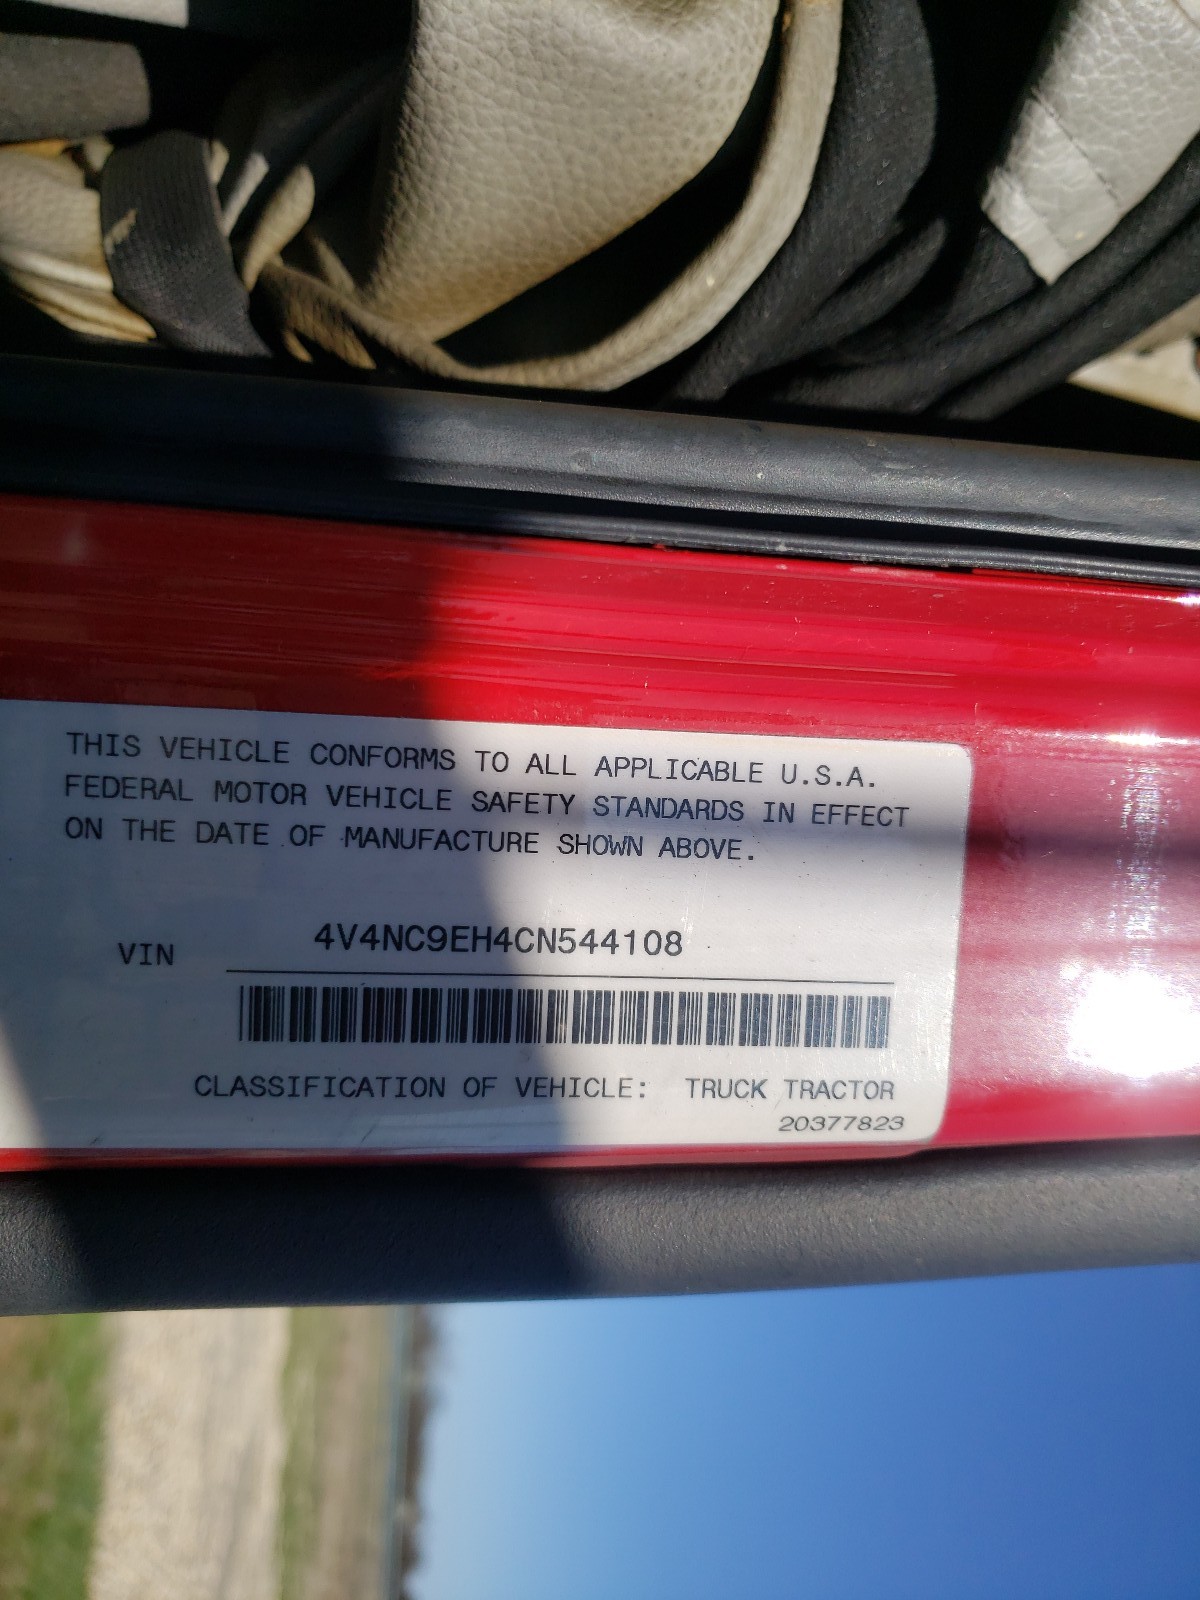 THIS VEHICLE CONFORMS TO ALL APPLICABLE U.S.A.
FEDERAL MOTOR VEHICLE SAFETY STANDARDS IN EFFECT
ON THE DATE OF MANUFACTURE SHOWN ABOVE.
VIN 4V4NC9EH4CN544108
CLASSIFICATION OF VEHICLE: TRUCK TRACTOR
20377823